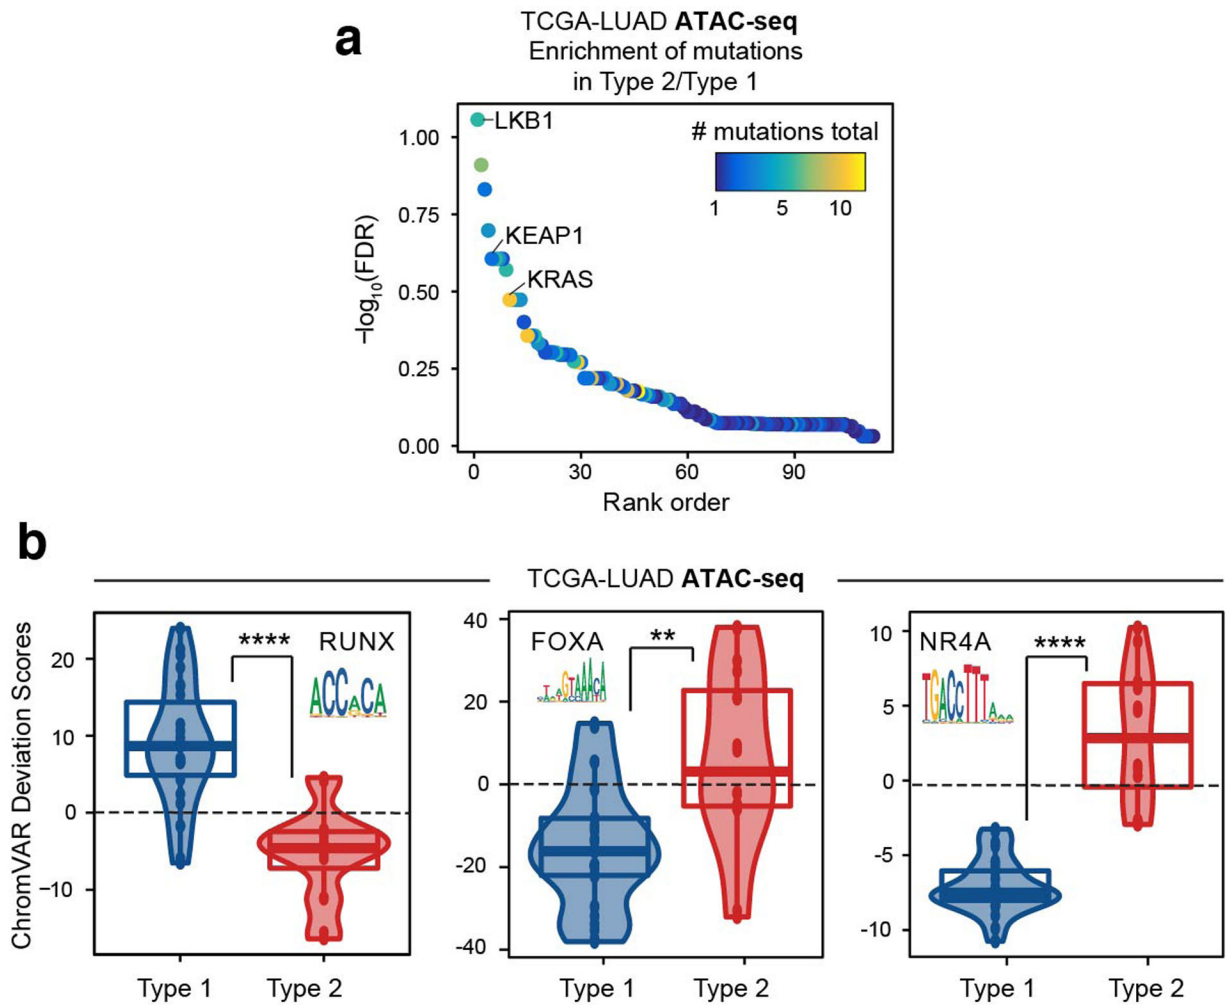 a
TCGA-LUAD ATAC-seq
Enrichment of mutations
in Type 2/Type 1
LKB1
# mutations total
1 5 10
KEAP1
KRAS
1.00
0.75
0.50
0.25
0.00
−log10(FDR)
0 30 60 90
Rank order
b
TCGA-LUAD ATAC-seq
ChromVAR Deviation Scores
20
10
0
−10
**** RUNX
ACCACA
Type 1 Type 2
40
20
0
-20
-40
FOXA **
Type 1 Type 2
10
5
0
-5
-10
NR4A ****
TGACCTTT
Type 1 Type 2